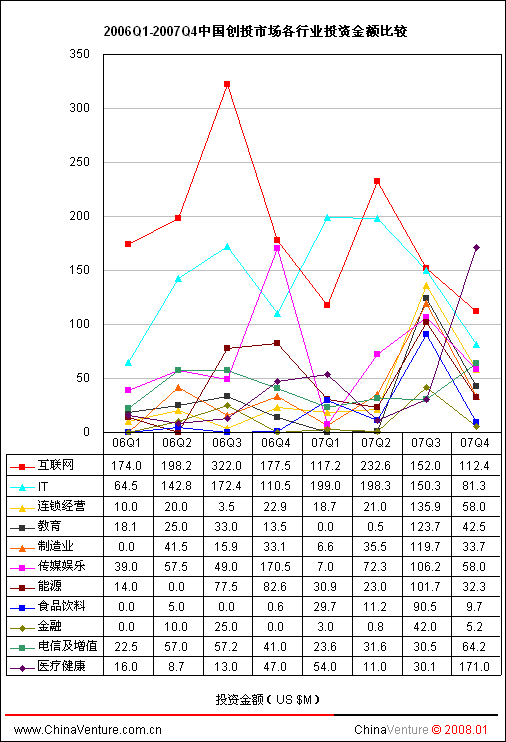 2006Q1-2007Q4中国创投市场各行业投资金额比较
350
300
250
200
150
100
50
0
06Q1 06Q2 06Q3 06Q4 07Q1 07Q2 07Q3 07Q4
互联网 174.0 198.2 322.0 177.5 117.2 232.6 152.0 112.4
IT 64.5 142.8 172.4 110.5 199.0 198.3 150.3 81.3
连锁经营 10.0 20.0 3.5 22.9 18.7 21.0 135.9 58.0
教育 18.1 25.0 33.0 13.5 0.0 0.5 123.7 42.5
制造业 0.0 41.5 15.9 33.1 6.6 35.5 119.7 33.7
传媒娱乐 39.0 57.5 49.0 170.5 7.0 72.3 106.2 58.0
能源 14.0 0.0 77.5 82.6 30.9 23.0 101.7 32.3
食品饮料 0.0 5.0 0.0 0.6 29.7 11.2 90.5 9.7
金融 0.0 10.0 25.0 0.0 3.0 0.8 42.0 5.2
电信及增值 22.5 57.0 57.2 41.0 23.6 31.6 30.5 64.2
医疗健康 16.0 8.7 13.0 47.0 54.0 11.0 30.1 171.0
投资金额（US $M）
www.ChinaVenture.com.cn ChinaVenture © 2008.01